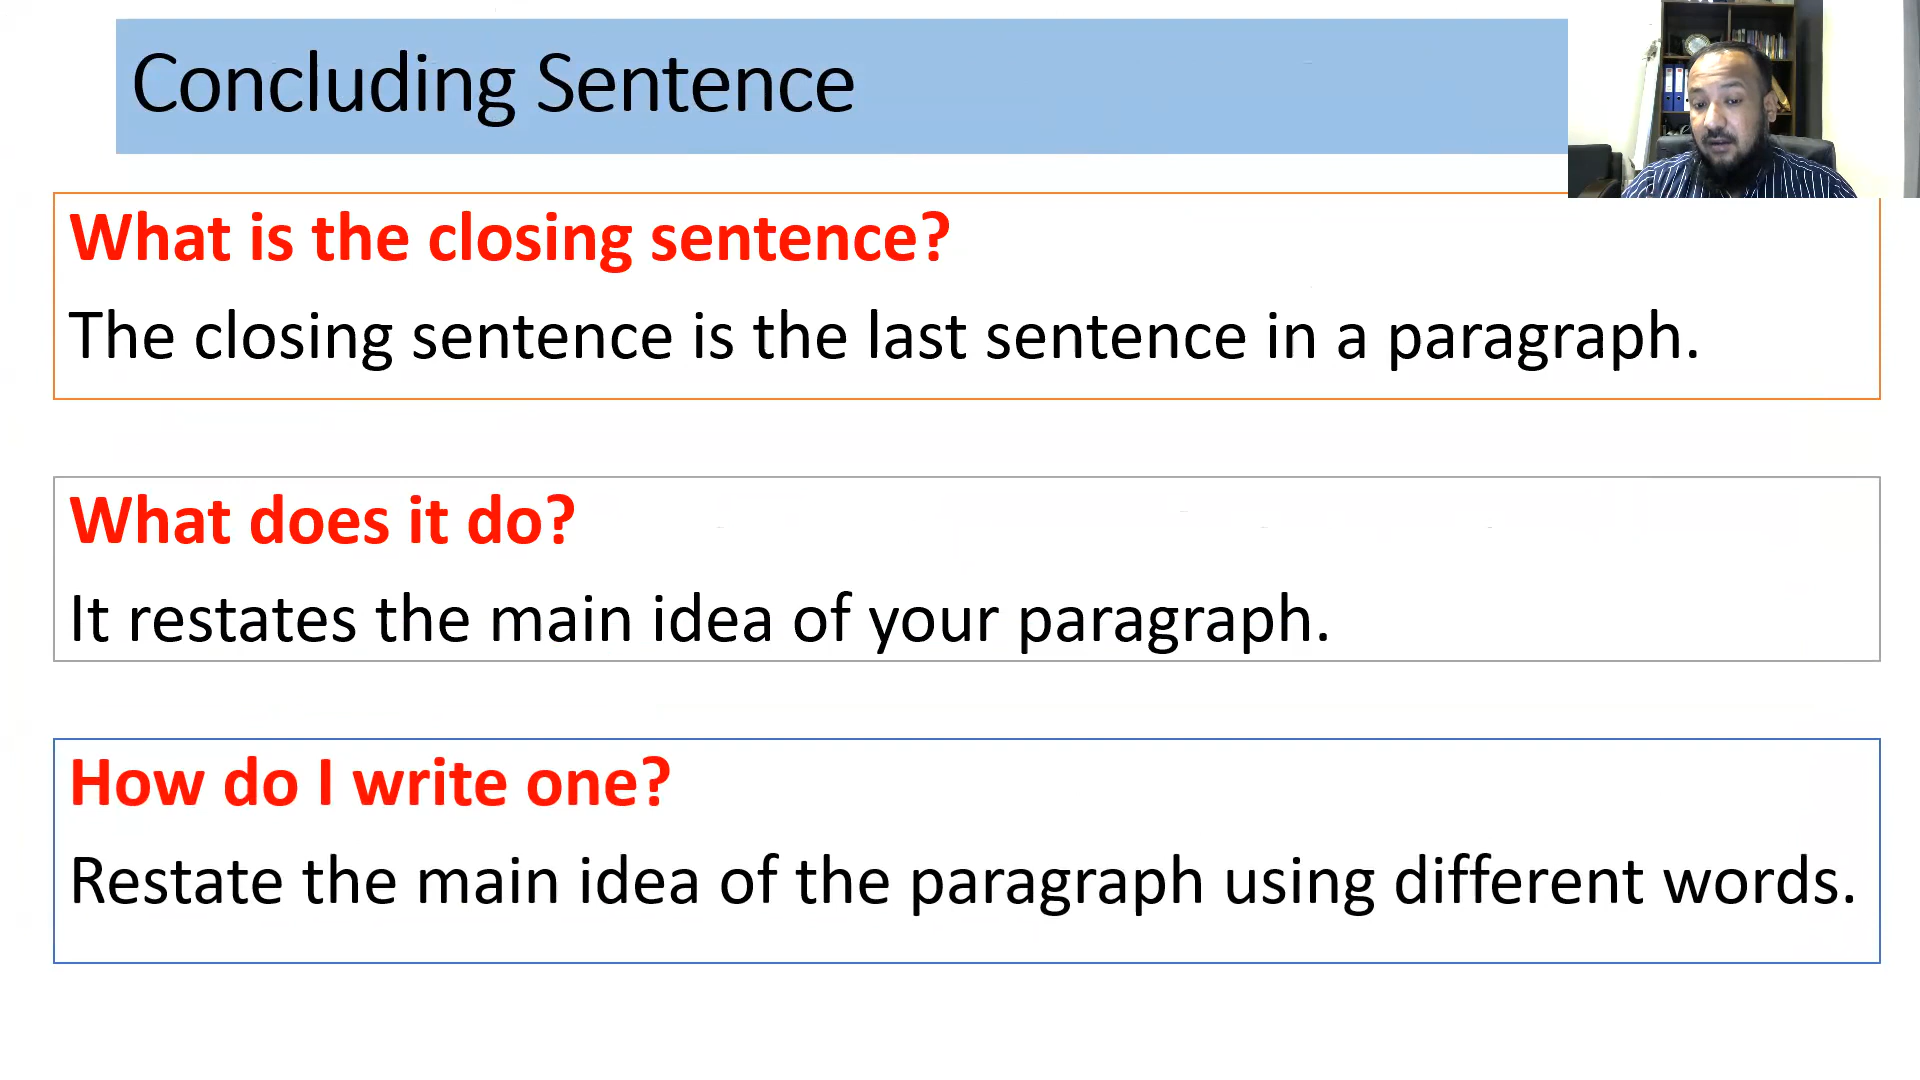 Concluding Sentence
What is the closing sentence?
The closing sentence is the last sentence in a paragraph.
What does it do?
It restates the main idea of your paragraph.
How do I write one?
Restate the main idea of the paragraph using different words.